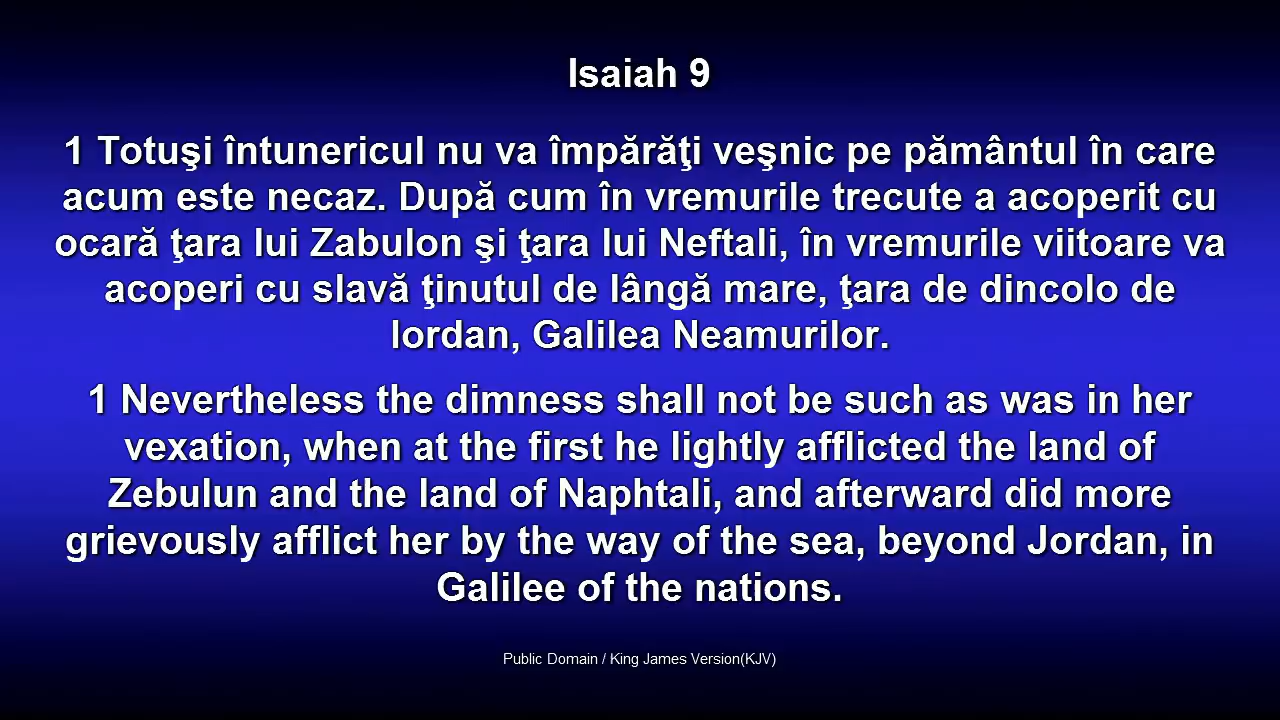 Isaiah 9
1 Totuşi întunericul nu va împărăţi veşnic pe pământul în care
acum este necaz. După cum în vremurile trecute a acoperit cu
ocară ţara lui Zabulon şi ţara lui Neftali, în vremurile viitoare va
acoperi cu slavă ţinutul de lângă mare, ţara de dincolo de
Iordan, Galilea Neamurilor.
1 Nevertheless the dimness shall not be such as was in her
vexation, when at the first he lightly afflicted the land of
Zebulun and the land of Naphtali, and afterward did more
grievously afflict her by the way of the sea, beyond Jordan, in
Galilee of the nations.
Public Domain / King James Version(KJV)